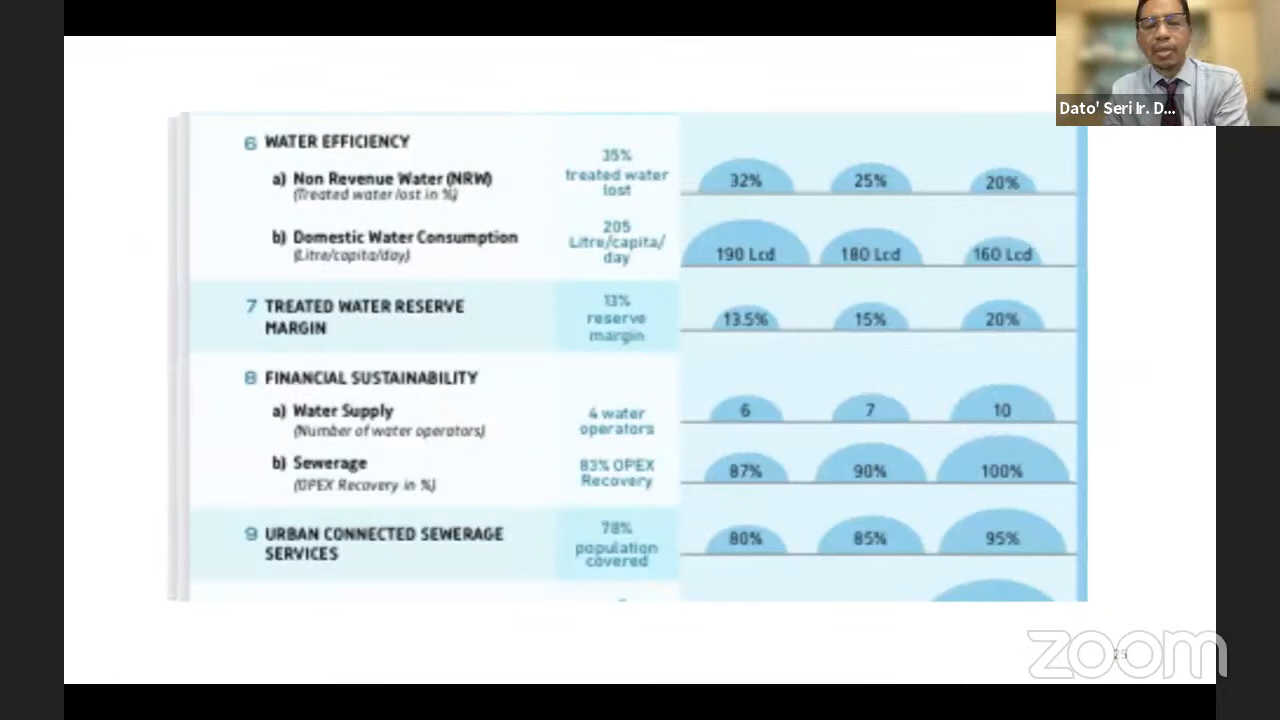 Dato' Seri Ir. D...
6 WATER EFFICIENCY
35%
treated water
lost
a) Non Revenue Water (NRW)
(Treated water lost in %)
32% 25% 20%
b) Domestic Water Consumption
(Litre/capita/day)
205
Litre/capita/
day
190 Lcd 180 Lcd 160 Lcd
7 TREATED WATER RESERVE
MARGIN
13%
reserve
margin
13.5% 15% 20%
8 FINANCIAL SUSTAINABILITY
a) Water Supply
(Number of water operators)
4 water
operators
6 7 10
b) Sewerage
(OPEX Recovery in %)
83% OPEX
Recovery
87% 90% 100%
9 URBAN CONNECTED SEWERAGE
SERVICES
78%
population
covered
80% 85% 95%
zoom
25